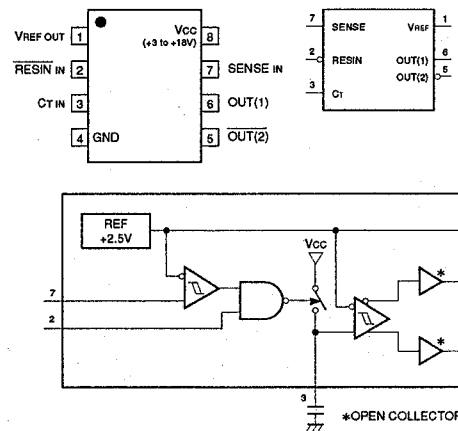 VREF OUT 1
RESIN IN 2
CT IN 3
4 GND
VCC 8
(+3 to +18V)
7 SENSE IN
6 OUT(1)
5 OUT(2)
7 SENSE
2 RESIN
3 CT
VREF 1
OUT(1) 6
OUT(2) 5
REF
+2.5V
VCC
*
*
7
2
3
*OPEN COLLECTOR